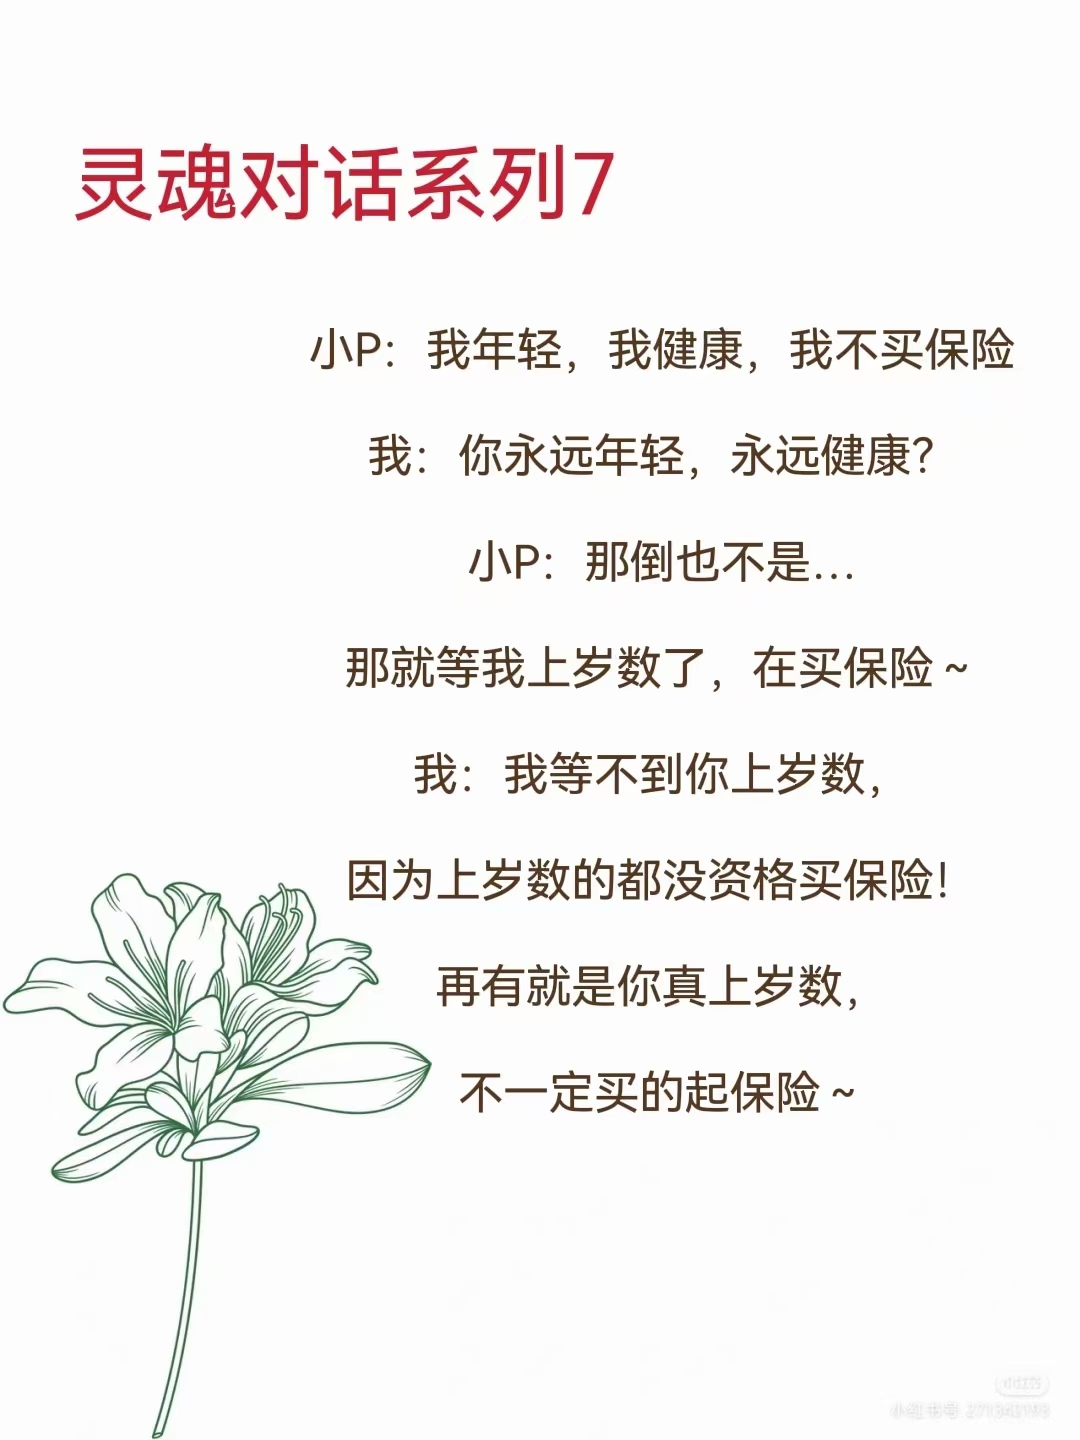 灵魂对话系列7
小P：我年轻，我健康，我不买保险
我：你永远年轻，永远健康？
小P：那倒也不是...
那就等我上岁数了，在买保险～
我：我等不到你上岁数，
因为上岁数的都没资格买保险！
再有就是你真上岁数，
不一定买的起保险～
小红书
小红书号